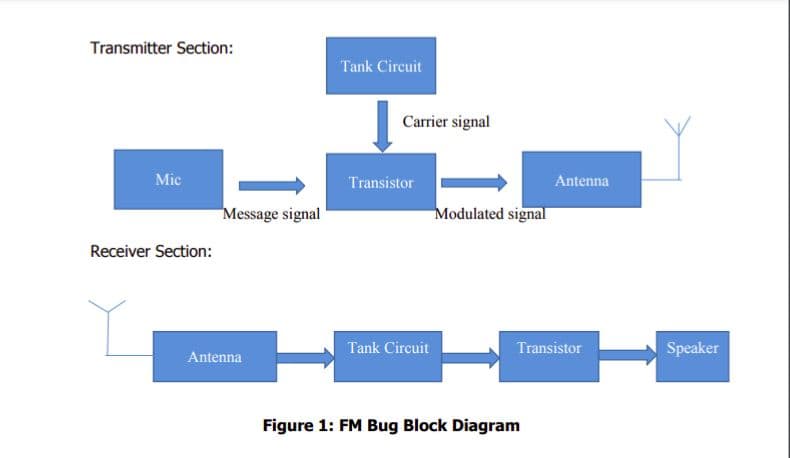 Transmitter Section:
Tank Circuit
Carrier signal
Mic
Transistor
Antenna
Message signal
Modulated signal
Receiver Section:
Antenna
Tank Circuit
Transistor
Speaker
Figure 1: FM Bug Block Diagram